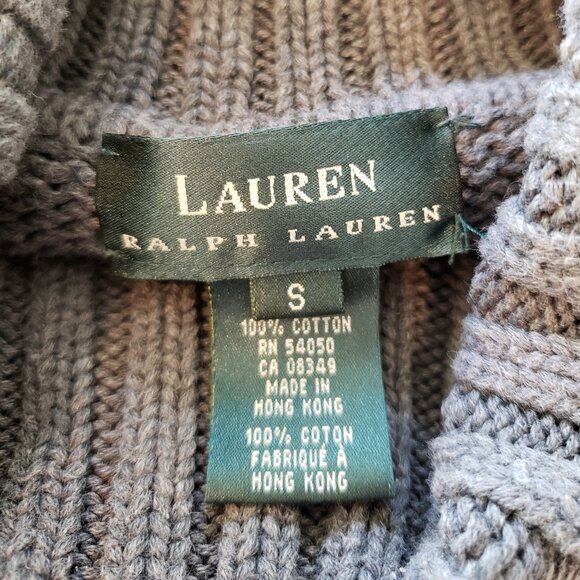 LAUREN
RALPH LAUREN
S
100% COTTON
RN 54050
CA 08349
MADE IN
HONG KONG
100% COTON
FABRIQUÉ À
HONG KONG